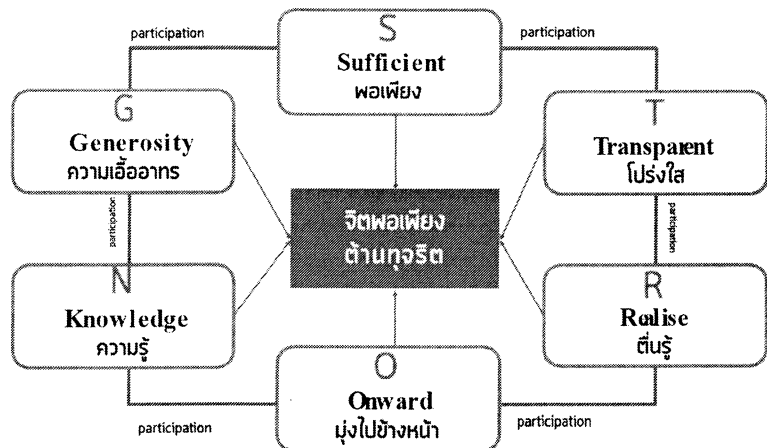 participation
S
Sufficient
พอเพียง
participation
G
Generosity
ความเอื้ออาทร
T
Transparent
โปร่งใส
participation
จิตพอเพียง
ต้านทุจริต
participation
N
Knowledge
ความรู้
R
Realise
ตื่นรู้
participation
O
Onward
มุ่งไปข้างหน้า
participation